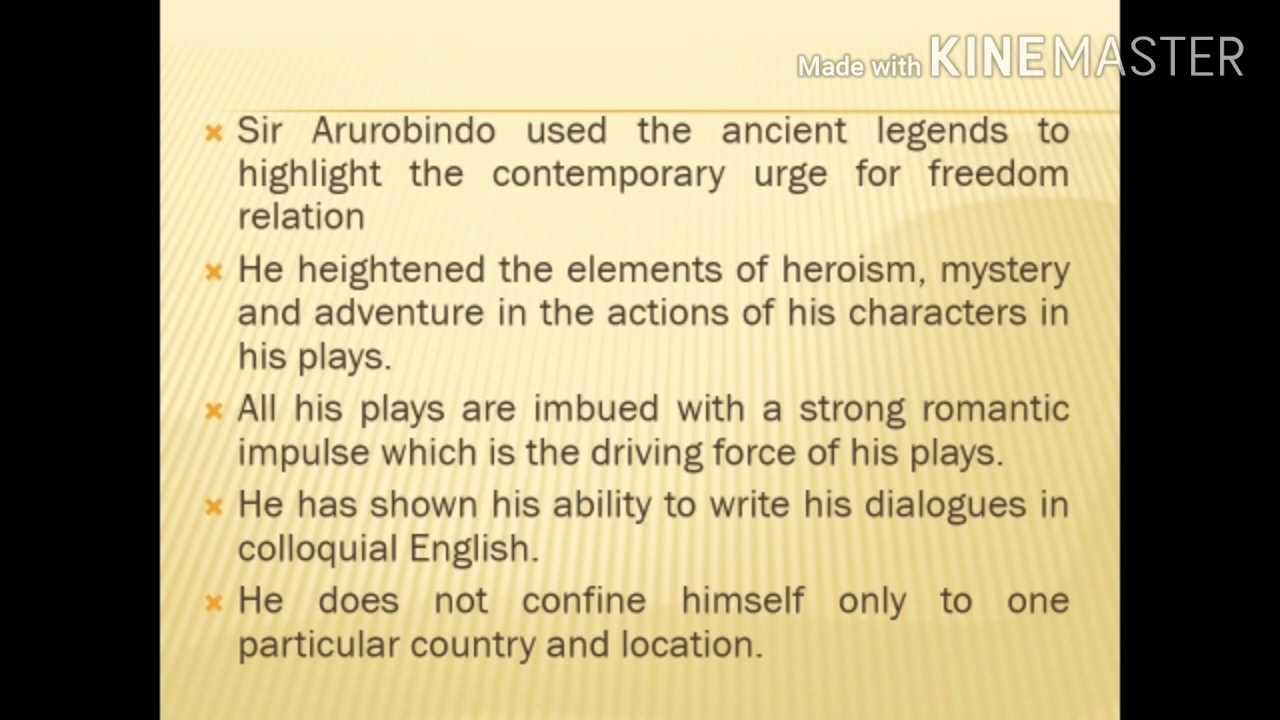 Made with KINEMASTER
Sir Arurobindo used the ancient legends to
highlight the contemporary urge for freedom
relation
He heightened the elements of heroism, mystery
and adventure in the actions of his characters in
his plays.
All his plays are imbued with a strong romantic
impulse which is the driving force of his plays.
He has shown his ability to write his dialogues in
colloquial English.
He does not confine himself only to one
particular country and location.